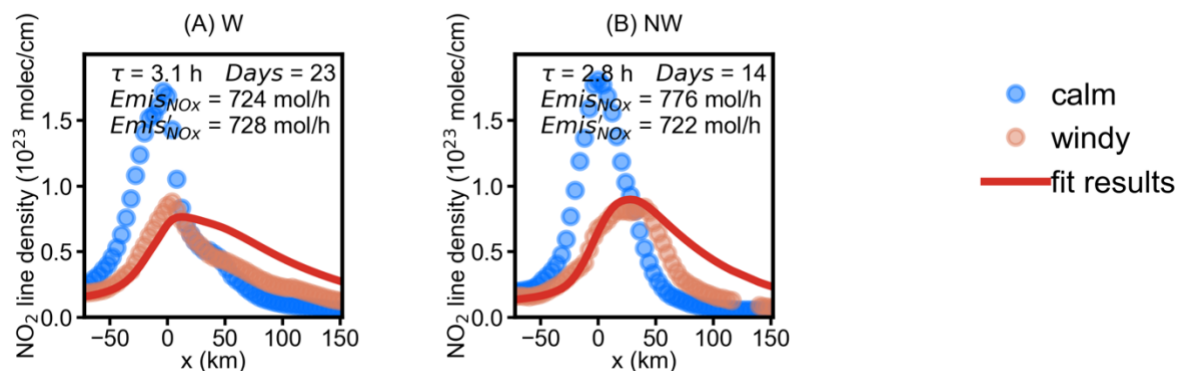 (A) W
τ = 3.1 h Days = 23
Emis_NOx = 724 mol/h
Emis'_NOx = 728 mol/h
NO₂ line density (10²³ molec/cm)
1.5
1.0
0.5
0.0
−50 0 50 100 150
x (km)
(B) NW
τ = 2.8 h Days = 14
Emis_NOx = 776 mol/h
Emis'_NOx = 722 mol/h
NO₂ line density (10²³ molec/cm)
1.5
1.0
0.5
0.0
−50 0 50 100 150
x (km)
calm
windy
fit results